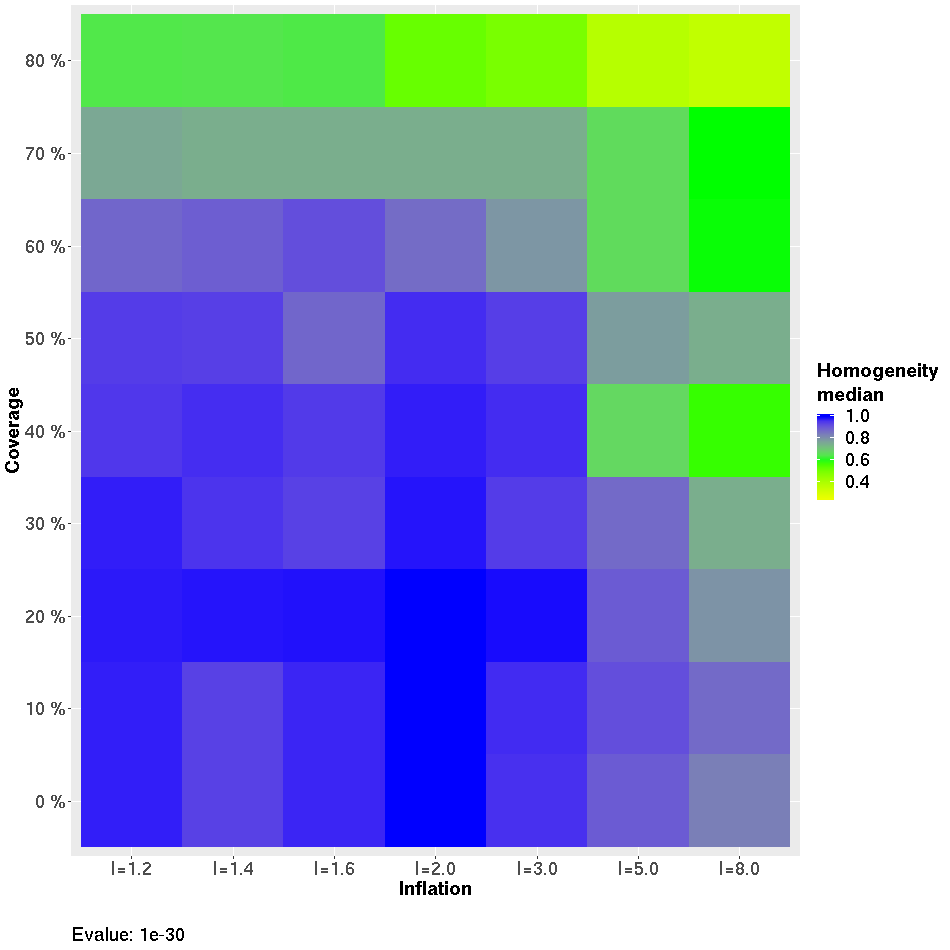 80 %
70 %
60 %
50 %
40 %
30 %
20 %
10 %
0 %
Coverage
I=1.2 I=1.4 I=1.6 I=2.0 I=3.0 I=5.0 I=8.0
Inflation
Homogeneity
median
1.0
0.8
0.6
0.4
Evalue: 1e-30